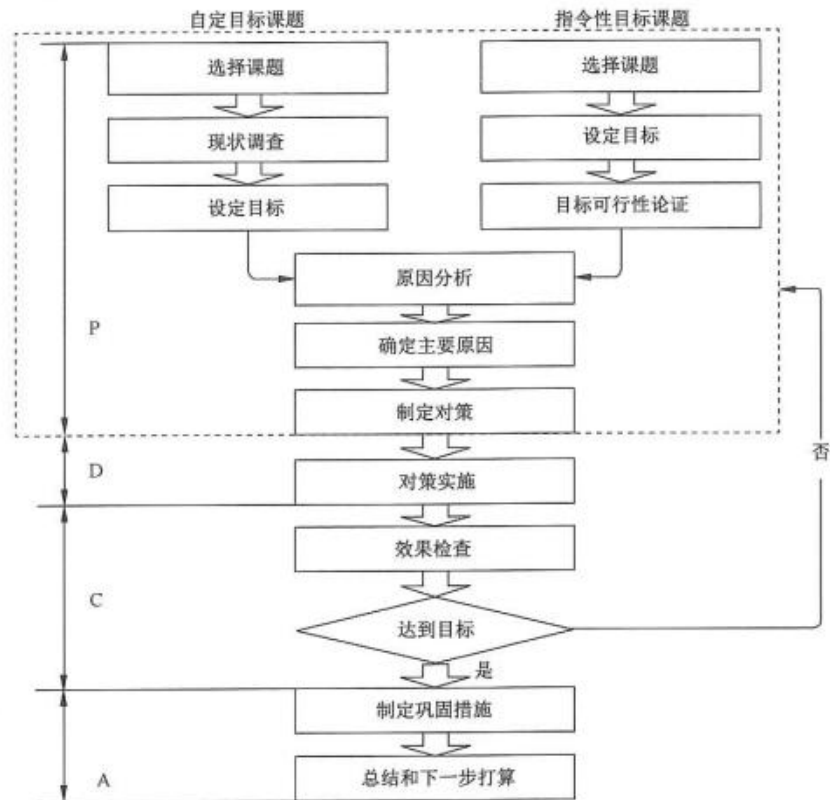 自定目标课题
指令性目标课题
选择课题
选择课题
现状调查
设定目标
设定目标
目标可行性论证
原因分析
P
确定主要原因
制定对策
否
D
对策实施
效果检查
C
达到目标
是
制定巩固措施
A
总结和下一步打算